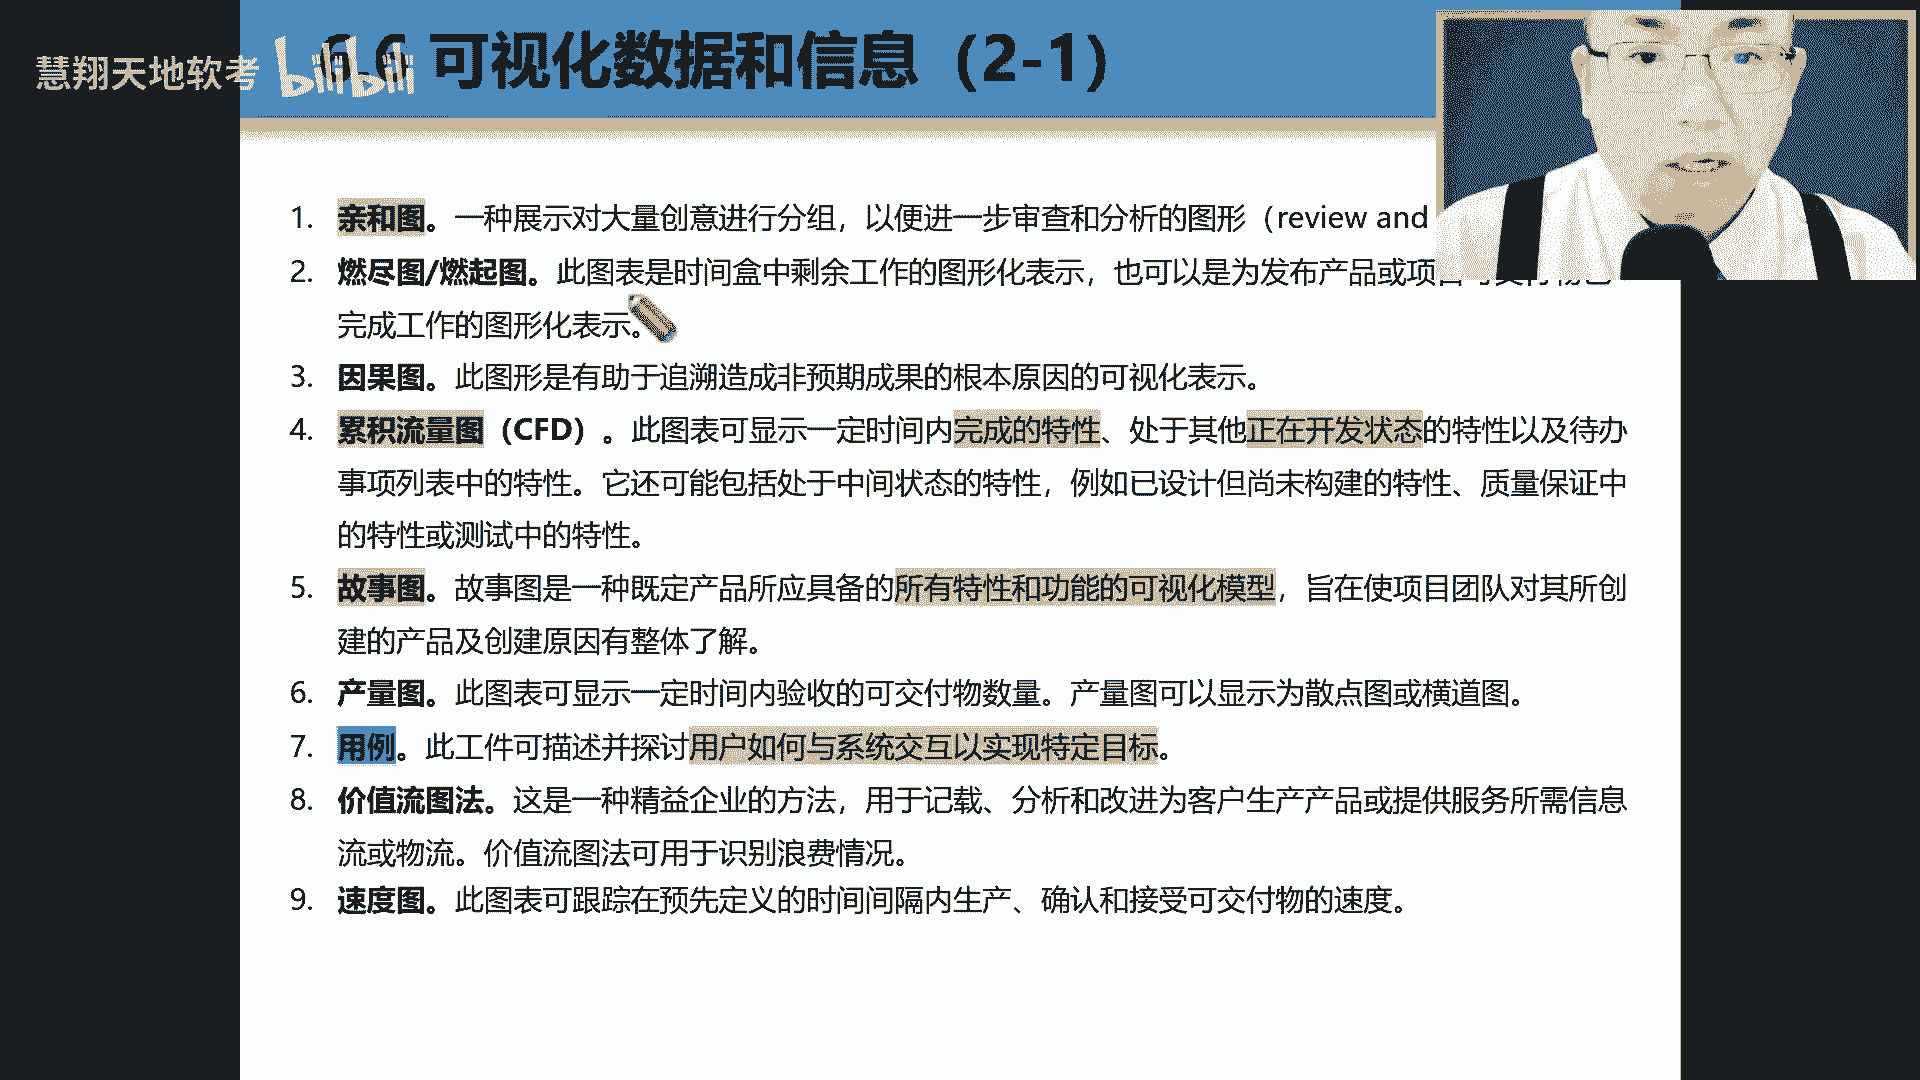 慧翔天地软考 bilibili
6.6 可视化数据和信息（2-1）
1. 亲和图。一种展示对大量创意进行分组，以便进一步审查和分析的图形（review and
2. 燃尽图/燃起图。此图表是时间盒中剩余工作的图形化表示，也可以是为发布产品或项目可交付物已
完成工作的图形化表示。
3. 因果图。此图形是有助于追溯造成非预期成果的根本原因的可视化表示。
4. 累积流量图（CFD）。此图表可显示一定时间内完成的特性、处于其他正在开发状态的特性以及待办
事项列表中的特性。它还可能包括处于中间状态的特性，例如已设计但尚未构建的特性、质量保证中
的特性或测试中的特性。
5. 故事图。故事图是一种既定产品所应具备的所有特性和功能的可视化模型，旨在使项目团队对其所创
建的产品及创建原因有整体了解。
6. 产量图。此图表可显示一定时间内验收的可交付物数量。产量图可以显示为散点图或横道图。
7. 用例。此工件可描述并探讨用户如何与系统交互以实现特定目标。
8. 价值流图法。这是一种精益企业的方法，用于记载、分析和改进为客户生产产品或提供服务所需信息
流或物流。价值流图法可用于识别浪费情况。
9. 速度图。此图表可跟踪在预先定义的时间间隔内生产、确认和接受可交付物的速度。